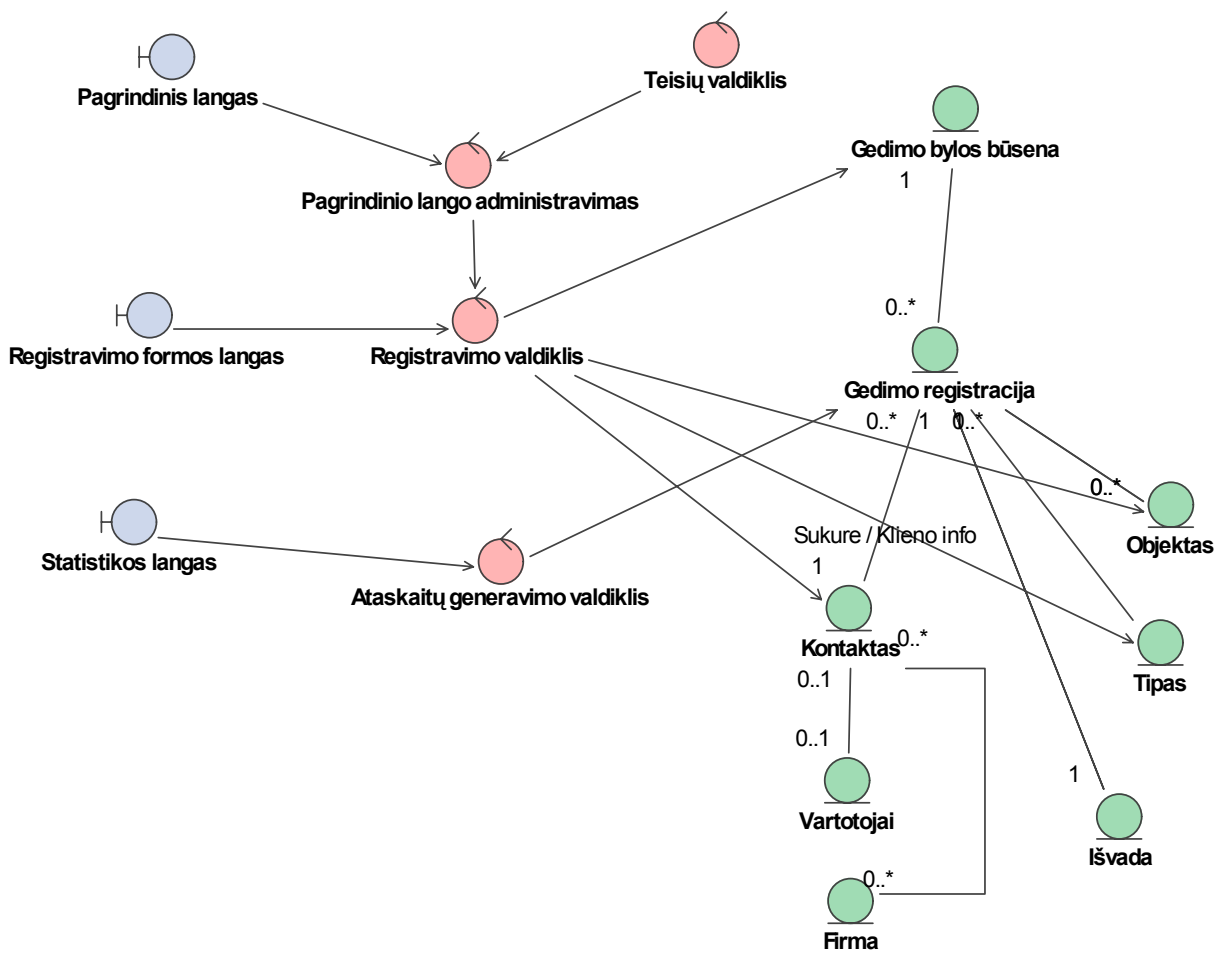 Teisių valdiklis
Pagrindinis langas
Gedimo bylos būsena
1
Pagrindinio lango administravimas
0..*
Registravimo formos langas
Registravimo valdiklis
Gedimo registracija
0..*
1
0..*
0..*
Sukure / Klieno info
Objektas
Statistikos langas
1
Ataskaitų generavimo valdiklis
0..*
Kontaktas
0..1
Tipas
0..1
1
Vartotojai
Išvada
0..*
Firma